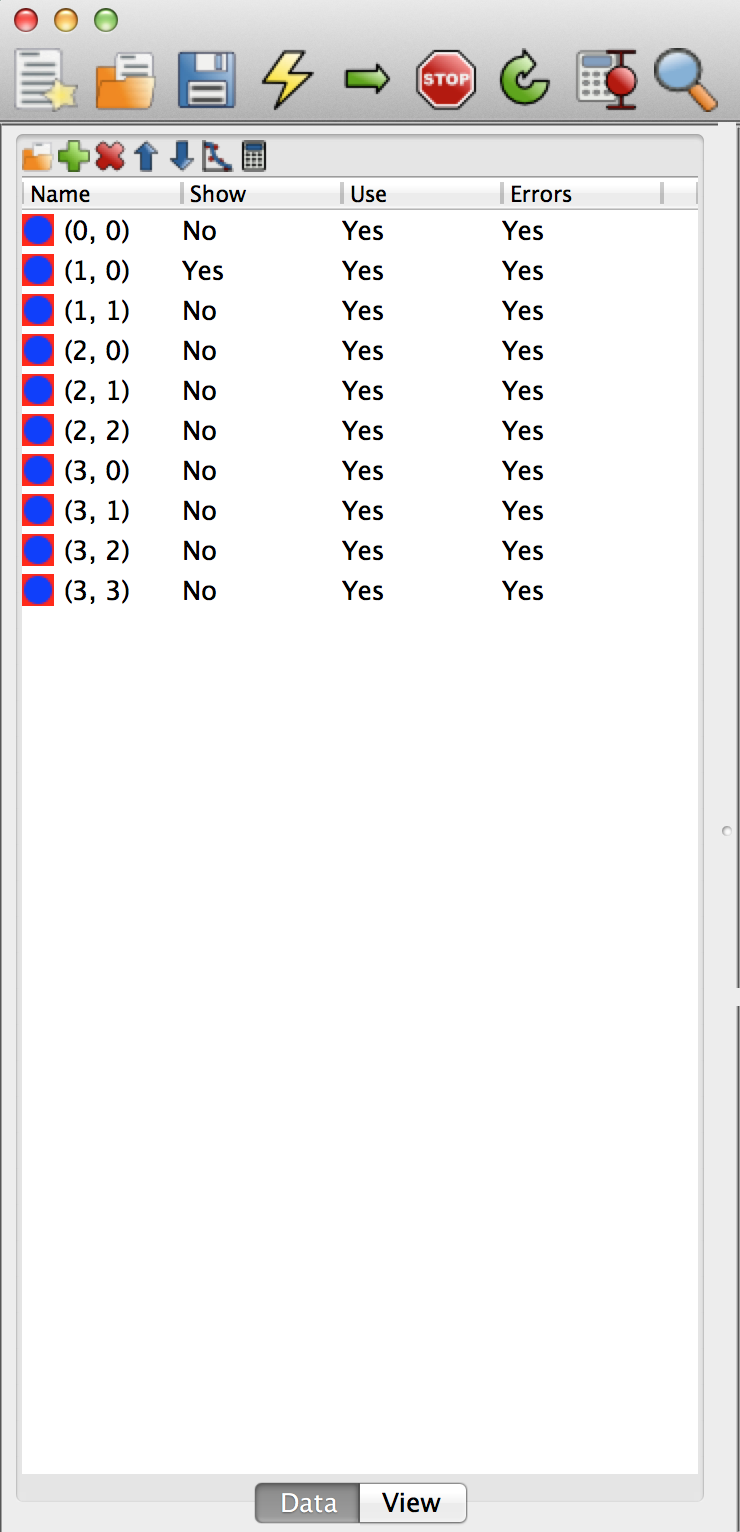 STOP
Name Show Use Errors
(0, 0) No Yes Yes
(1, 0) Yes Yes Yes
(1, 1) No Yes Yes
(2, 0) No Yes Yes
(2, 1) No Yes Yes
(2, 2) No Yes Yes
(3, 0) No Yes Yes
(3, 1) No Yes Yes
(3, 2) No Yes Yes
(3, 3) No Yes Yes
Data View